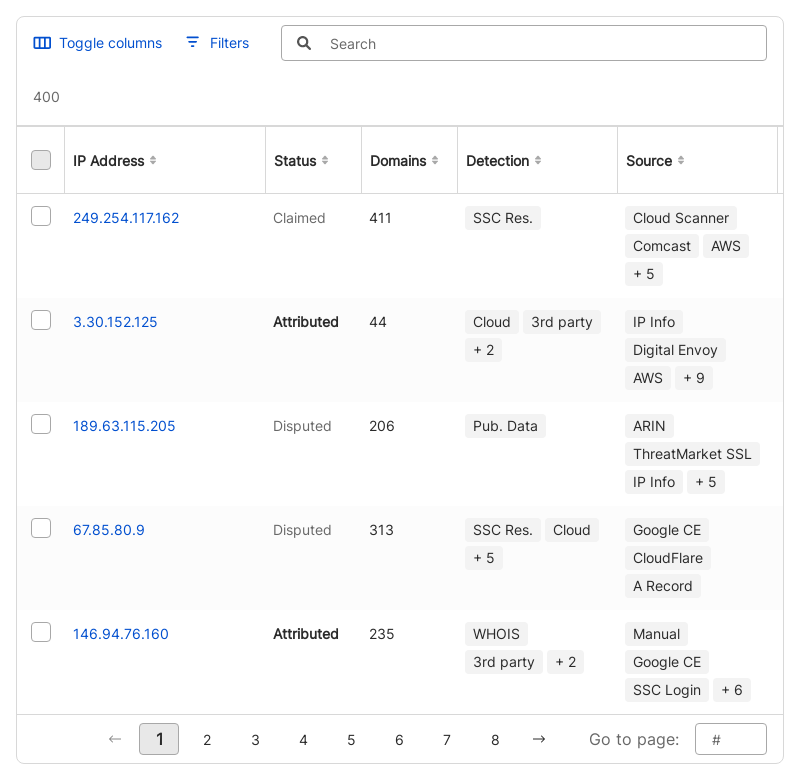 Toggle columns Filters Search
400
IP Address Status Domains Detection Source
249.254.117.162 Claimed 411 SSC Res. Cloud Scanner
Comcast AWS
+ 5
3.30.152.125 Attributed 44 Cloud 3rd party IP Info
+ 2 Digital Envoy
AWS + 9
189.63.115.205 Disputed 206 Pub. Data ARIN
ThreatMarket SSL
IP Info + 5
67.85.80.9 Disputed 313 SSC Res. Cloud Google CE
+ 5 CloudFlare
A Record
146.94.76.160 Attributed 235 WHOIS Manual
3rd party + 2 Google CE
SSC Login + 6
← 1 2 3 4 5 6 7 8 → Go to page: #